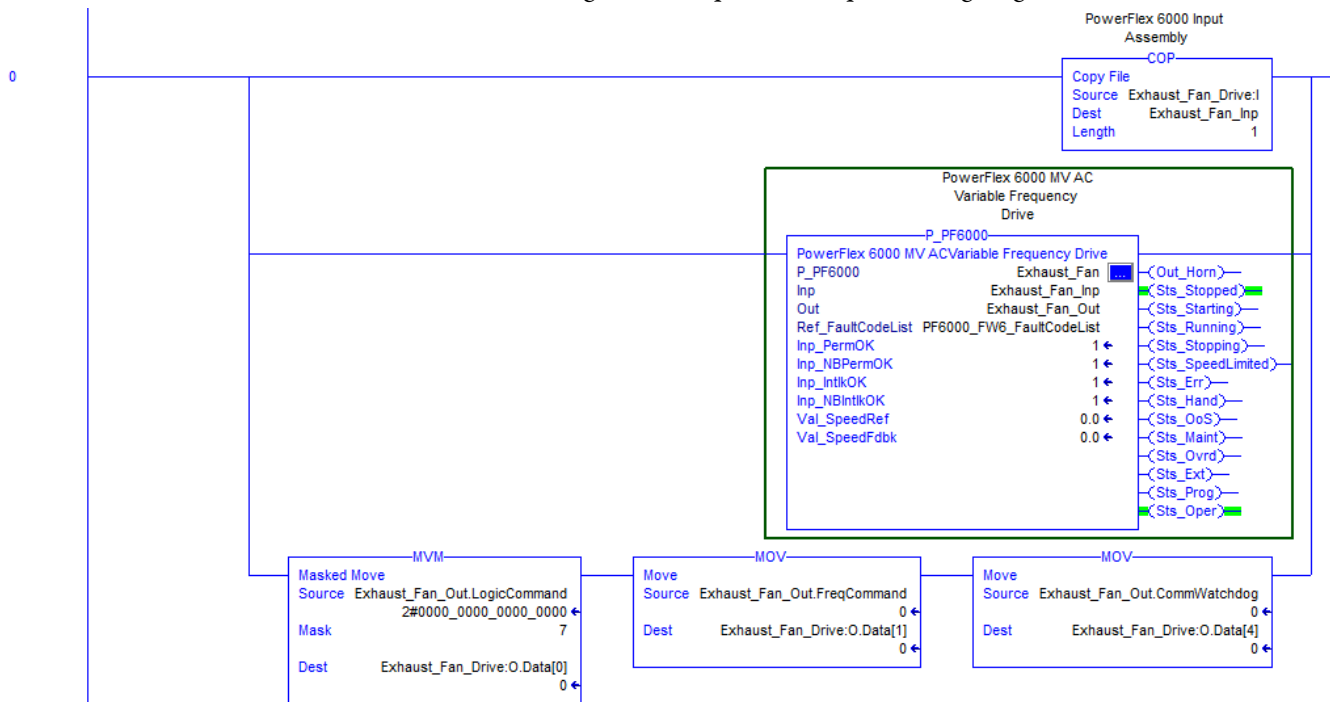 PowerFlex 6000 Input
Assembly
COP
0
Copy File
Source Exhaust_Fan_Drive:I
Dest Exhaust_Fan_Inp
Length 1
PowerFlex 6000 MV AC
Variable Frequency
Drive
P_PF6000
PowerFlex 6000 MV ACVariable Frequency Drive
P_PF6000 Exhaust_Fan ... (Out_Horn)
Inp Exhaust_Fan_Inp (Sts_Stopped)
Out Exhaust_Fan_Out (Sts_Starting)
Ref_FaultCodeList PF6000_FW6_FaultCodeList (Sts_Running)
Inp_PermOK 1 (Sts_Stopping)
Inp_NBPermOK 1 (Sts_SpeedLimited)
Inp_IntlkOK 1 (Sts_Err)
Inp_NBIntlkOK 1 (Sts_Hand)
Val_SpeedRef 0.0 (Sts_OoS)
Val_SpeedFdbk 0.0 (Sts_Maint)
(Sts_Ovrd)
(Sts_Ext)
(Sts_Prog)
(Sts_Oper)
MVM
Masked Move
Source Exhaust_Fan_Out.LogicCommand
2#0000_0000_0000_0000
Mask 7
Dest Exhaust_Fan_Drive:O.Data[0]
0
MOV
Move
Source Exhaust_Fan_Out.FreqCommand
0
Dest Exhaust_Fan_Drive:O.Data[1]
0
MOV
Move
Source Exhaust_Fan_Out.CommWatchdog
0
Dest Exhaust_Fan_Drive:O.Data[4]
0